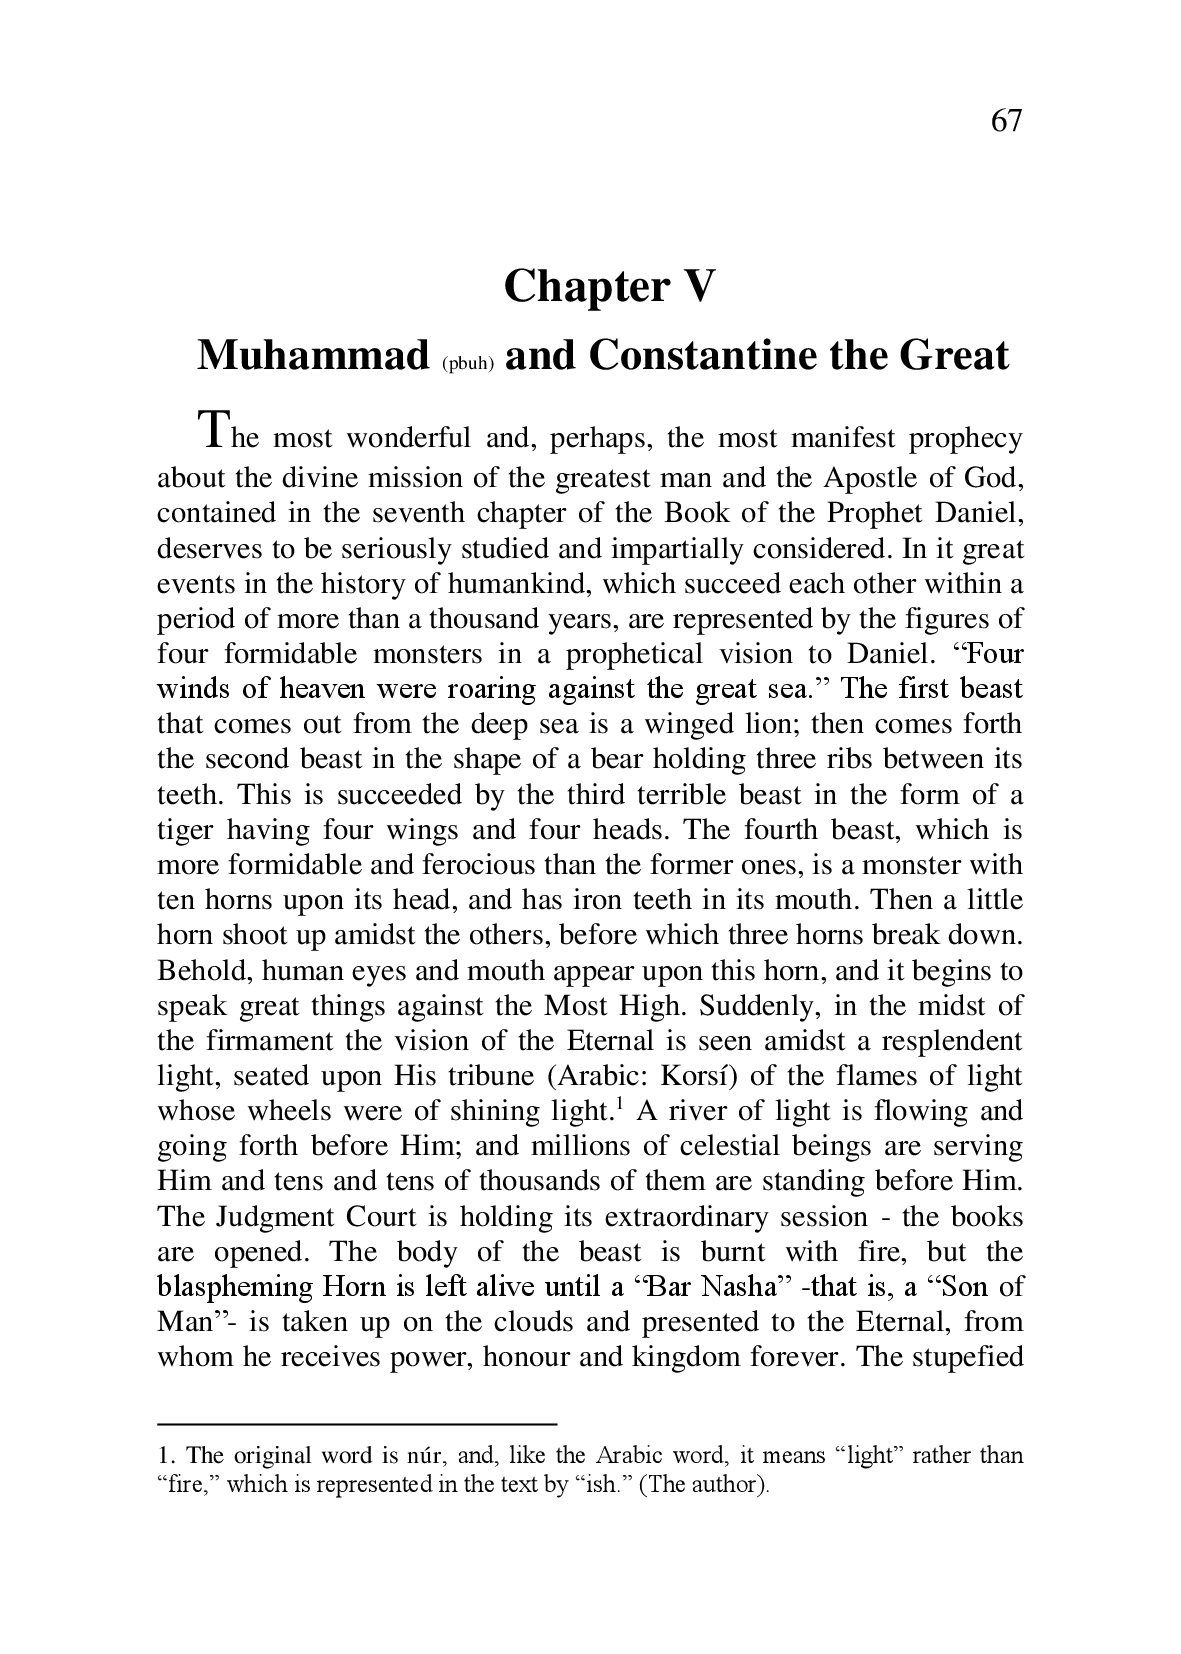 67
Chapter V
Muhammad (pbuh) and Constantine the Great
The most wonderful and, perhaps, the most manifest prophecy
about the divine mission of the greatest man and the Apostle of God,
contained in the seventh chapter of the Book of the Prophet Daniel,
deserves to be seriously studied and impartially considered. In it great
events in the history of humankind, which succeed each other within a
period of more than a thousand years, are represented by the figures of
four formidable monsters in a prophetical vision to Daniel. “Four
winds of heaven were roaring against the great sea.” The first beast
that comes out from the deep sea is a winged lion; then comes forth
the second beast in the shape of a bear holding three ribs between its
teeth. This is succeeded by the third terrible beast in the form of a
tiger having four wings and four heads. The fourth beast, which is
more formidable and ferocious than the former ones, is a monster with
ten horns upon its head, and has iron teeth in its mouth. Then a little
horn shoot up amidst the others, before which three horns break down.
Behold, human eyes and mouth appear upon this horn, and it begins to
speak great things against the Most High. Suddenly, in the midst of
the firmament the vision of the Eternal is seen amidst a resplendent
light, seated upon His tribune (Arabic: Korsí) of the flames of light
whose wheels were of shining light.1 A river of light is flowing and
going forth before Him; and millions of celestial beings are serving
Him and tens and tens of thousands of them are standing before Him.
The Judgment Court is holding its extraordinary session - the books
are opened. The body of the beast is burnt with fire, but the
blaspheming Horn is left alive until a “Bar Nasha” -that is, a “Son of
Man”- is taken up on the clouds and presented to the Eternal, from
whom he receives power, honour and kingdom forever. The stupefied
1. The original word is núr, and, like the Arabic word, it means “light” rather than
“fire,” which is represented in the text by “ish.” (The author).